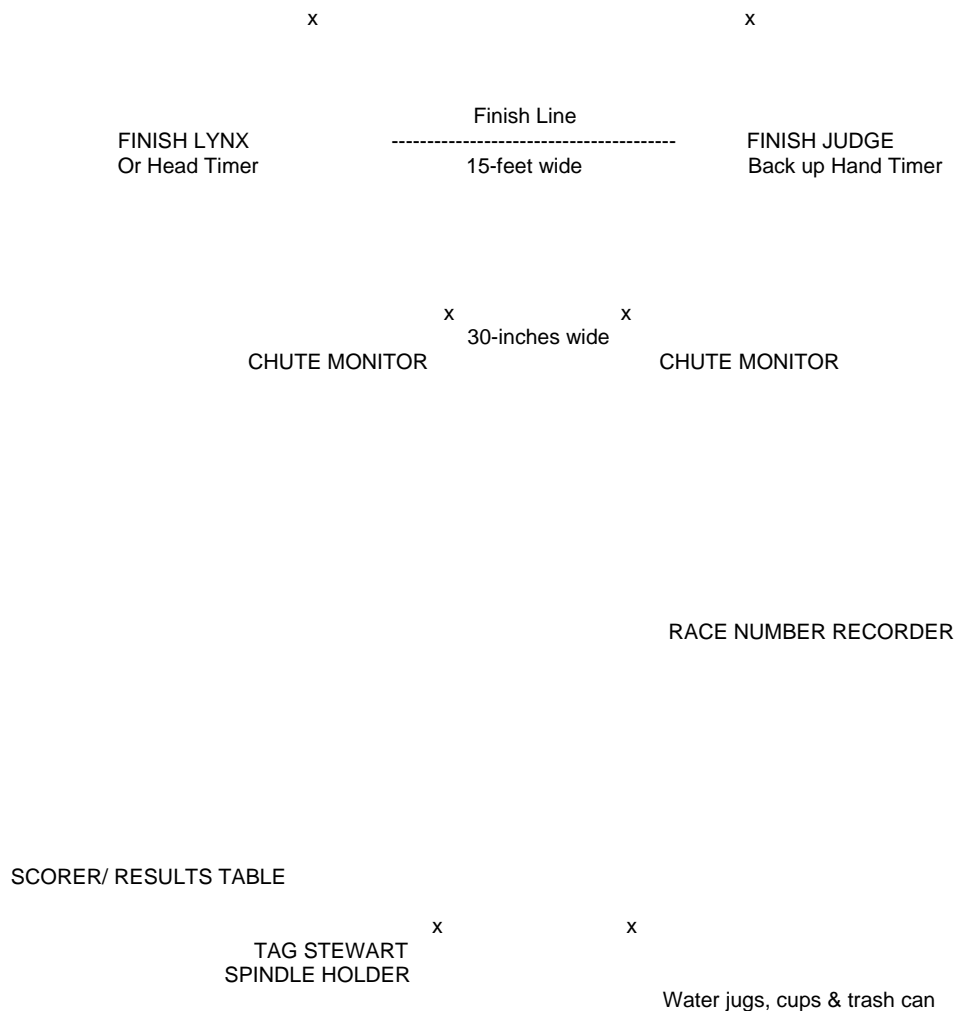 x x
Finish Line
FINISH LYNX ---------------------------------------- FINISH JUDGE
Or Head Timer 15-feet wide Back up Hand Timer
x x
30-inches wide
CHUTE MONITOR CHUTE MONITOR
RACE NUMBER RECORDER
SCORER/ RESULTS TABLE
x x
TAG STEWART
SPINDLE HOLDER
Water jugs, cups & trash can